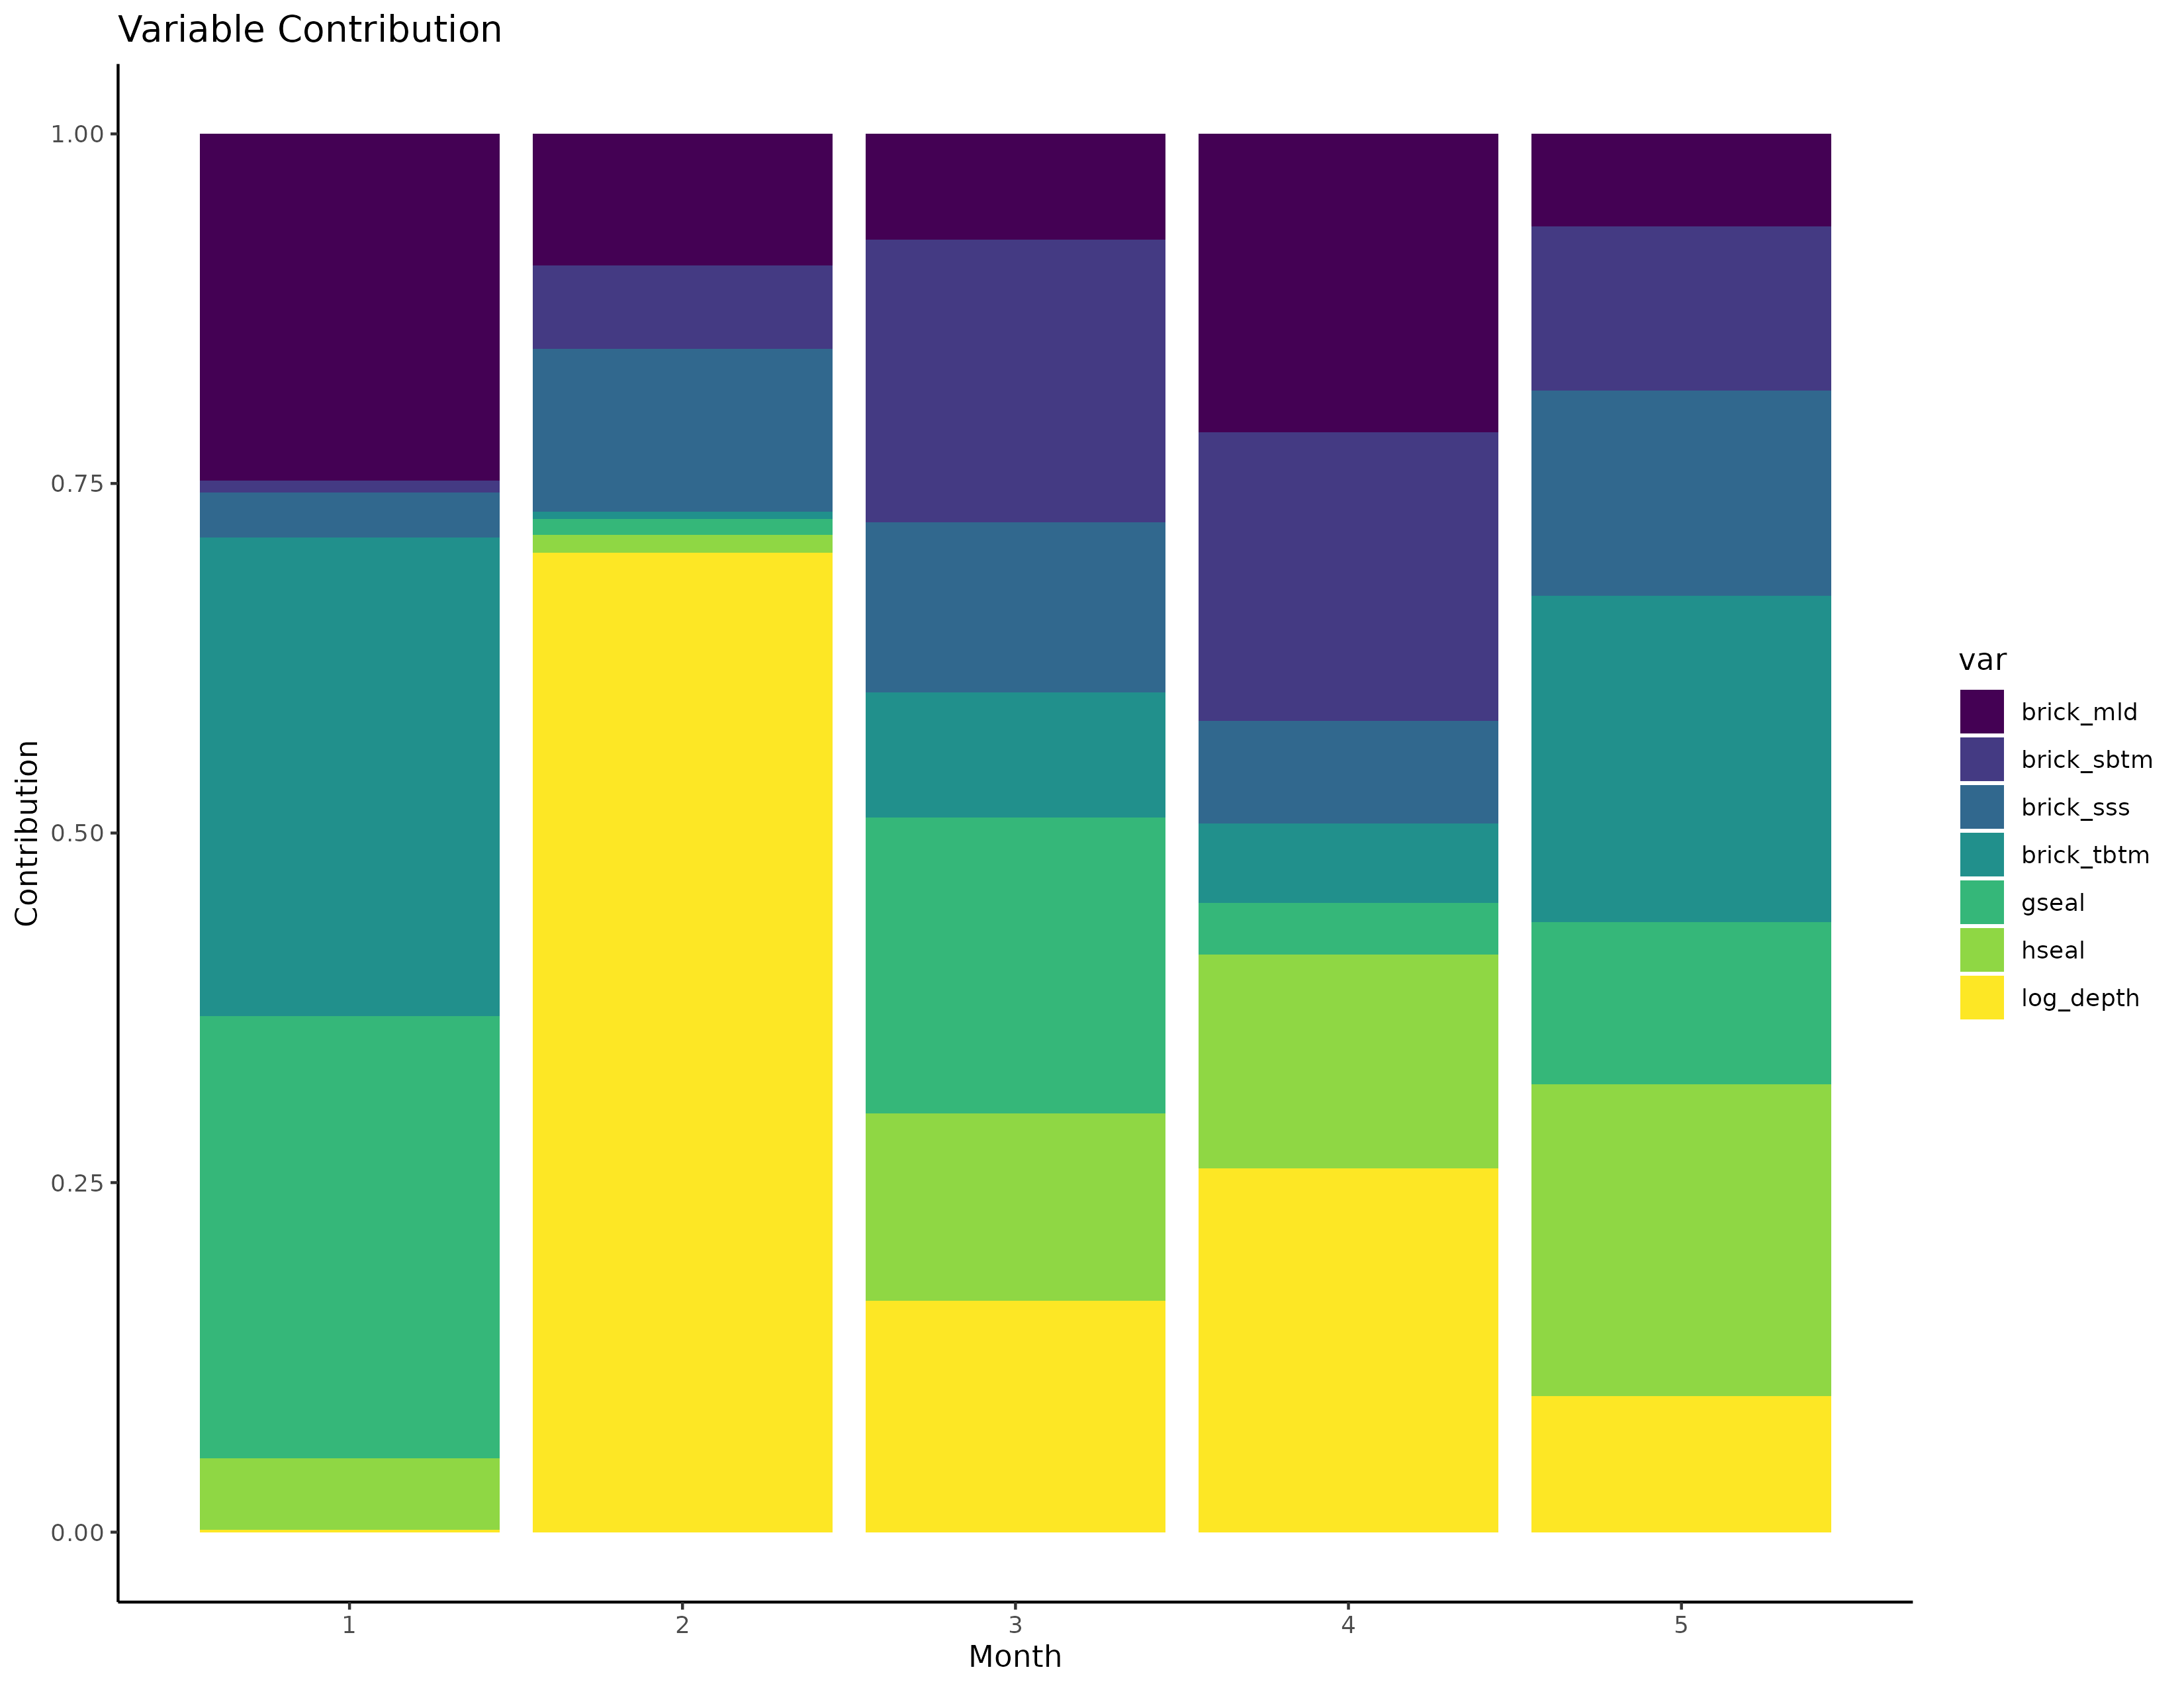 Variable Contribution
1.00
0.75
0.50
0.25
0.00
Contribution
1
2
3
4
5
Month
var
brick_mld
brick_sbtm
brick_sss
brick_tbtm
gseal
hseal
log_depth